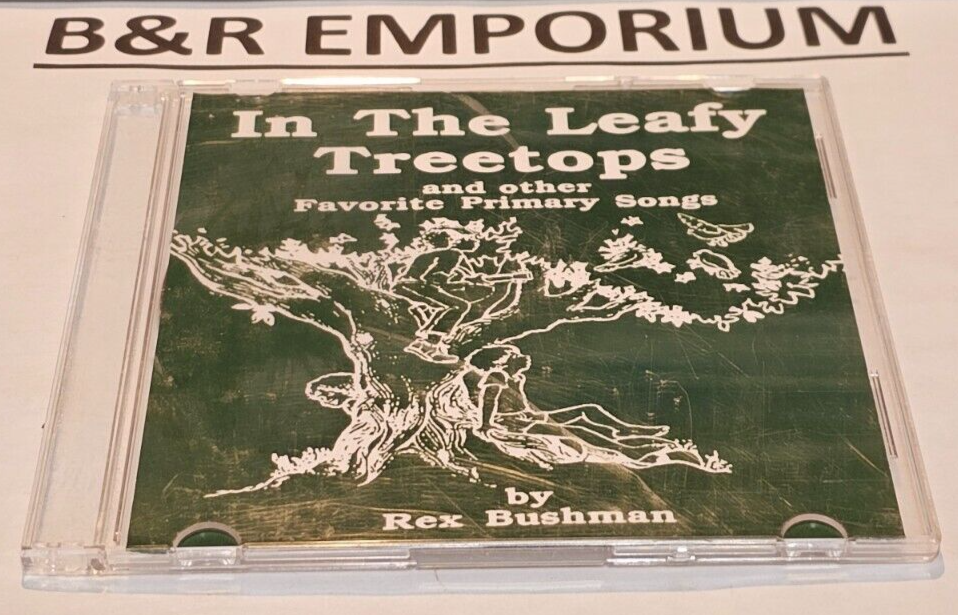 B&R EMPORIUM
In The Leafy
Treetops
and other
Favorite Primary Songs
by
Rex Bushman